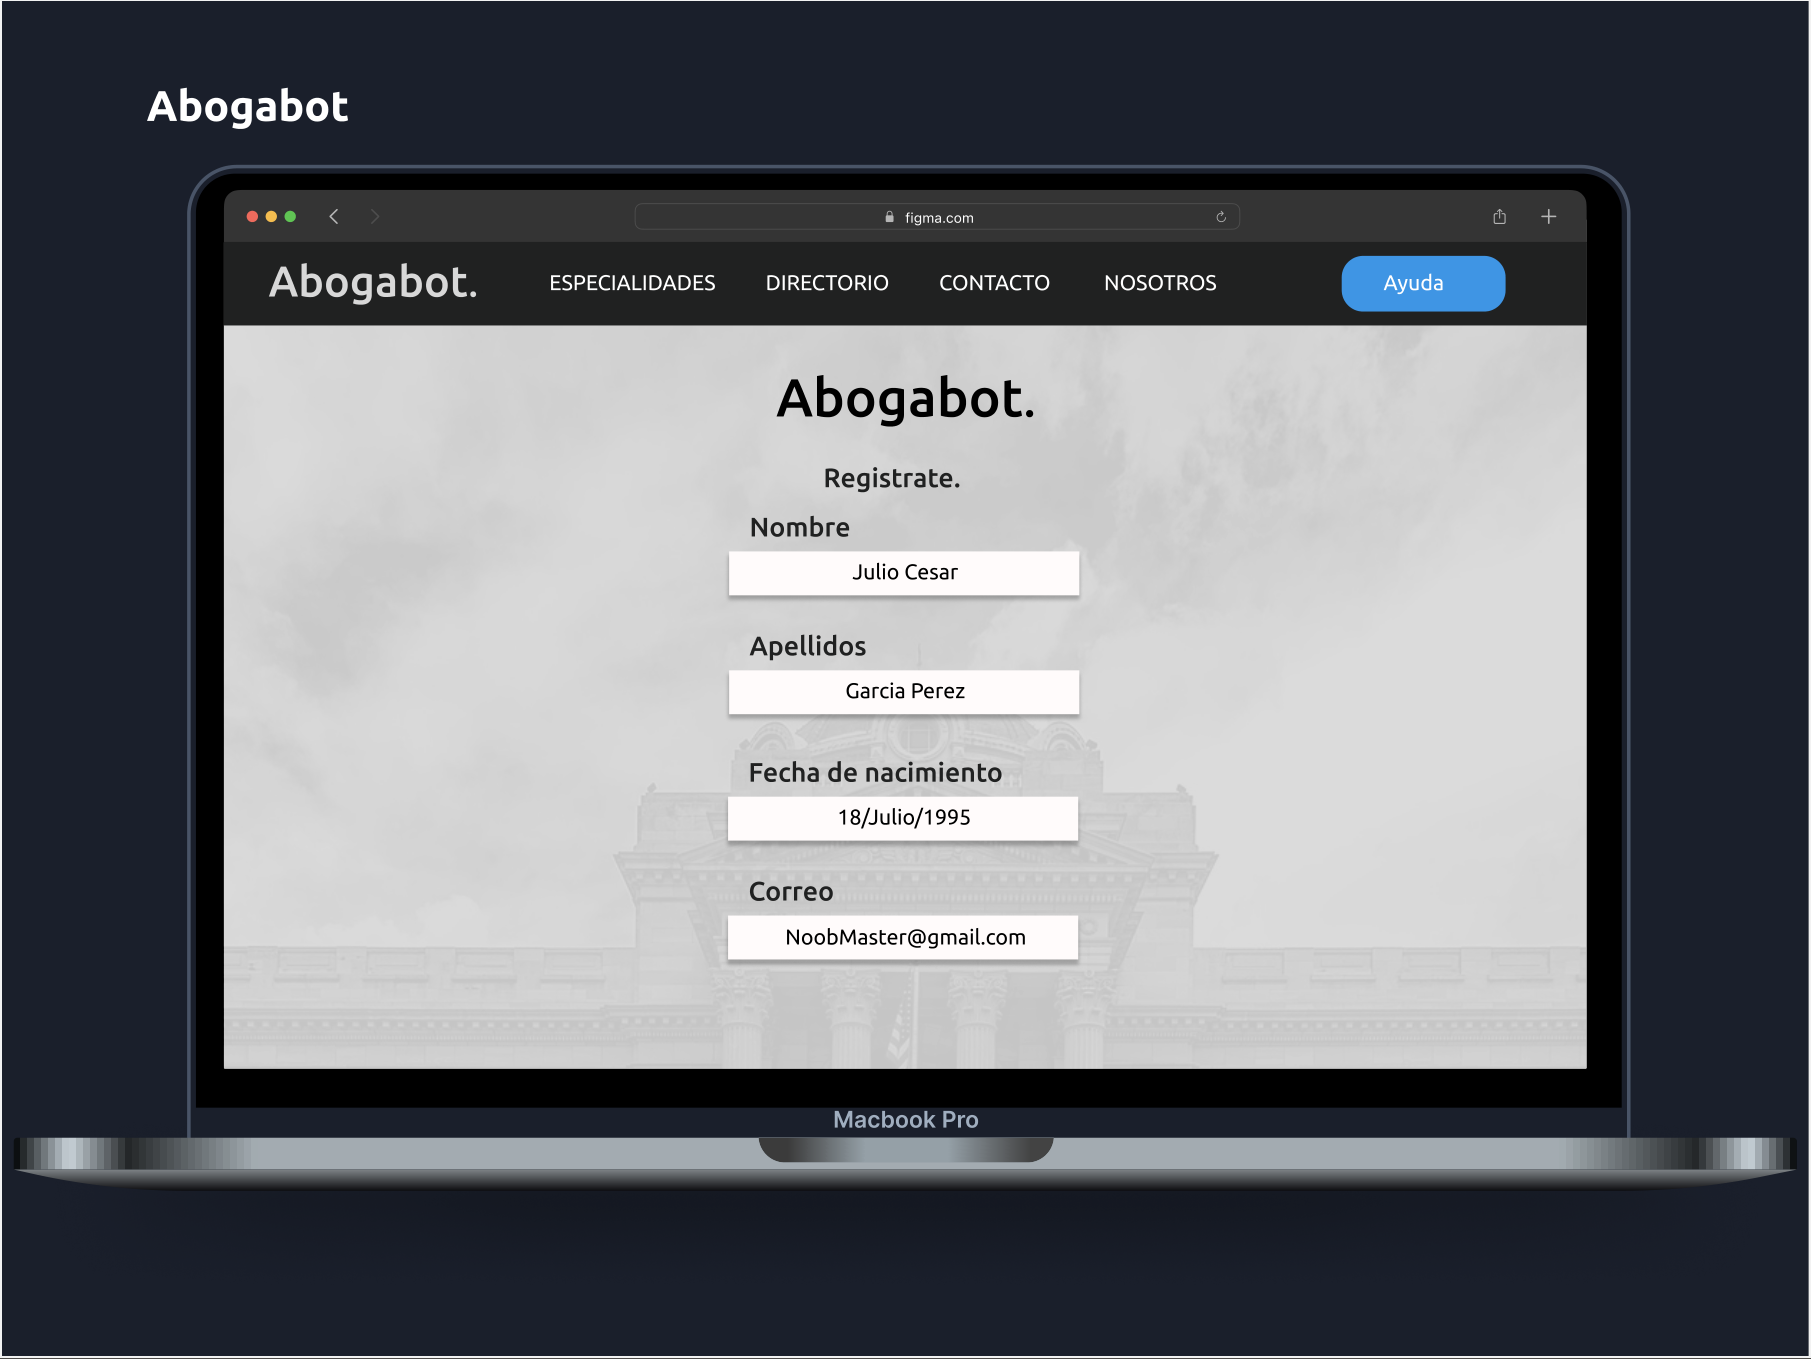 Abogabot
figma.com
Abogabot.
ESPECIALIDADES
DIRECTORIO
CONTACTO
NOSOTROS
Ayuda
Abogabot.
Registrate.
Nombre
Julio Cesar
Apellidos
Garcia Perez
Fecha de nacimiento
18/Julio/1995
Correo
NoobMaster@gmail.com
Macbook Pro